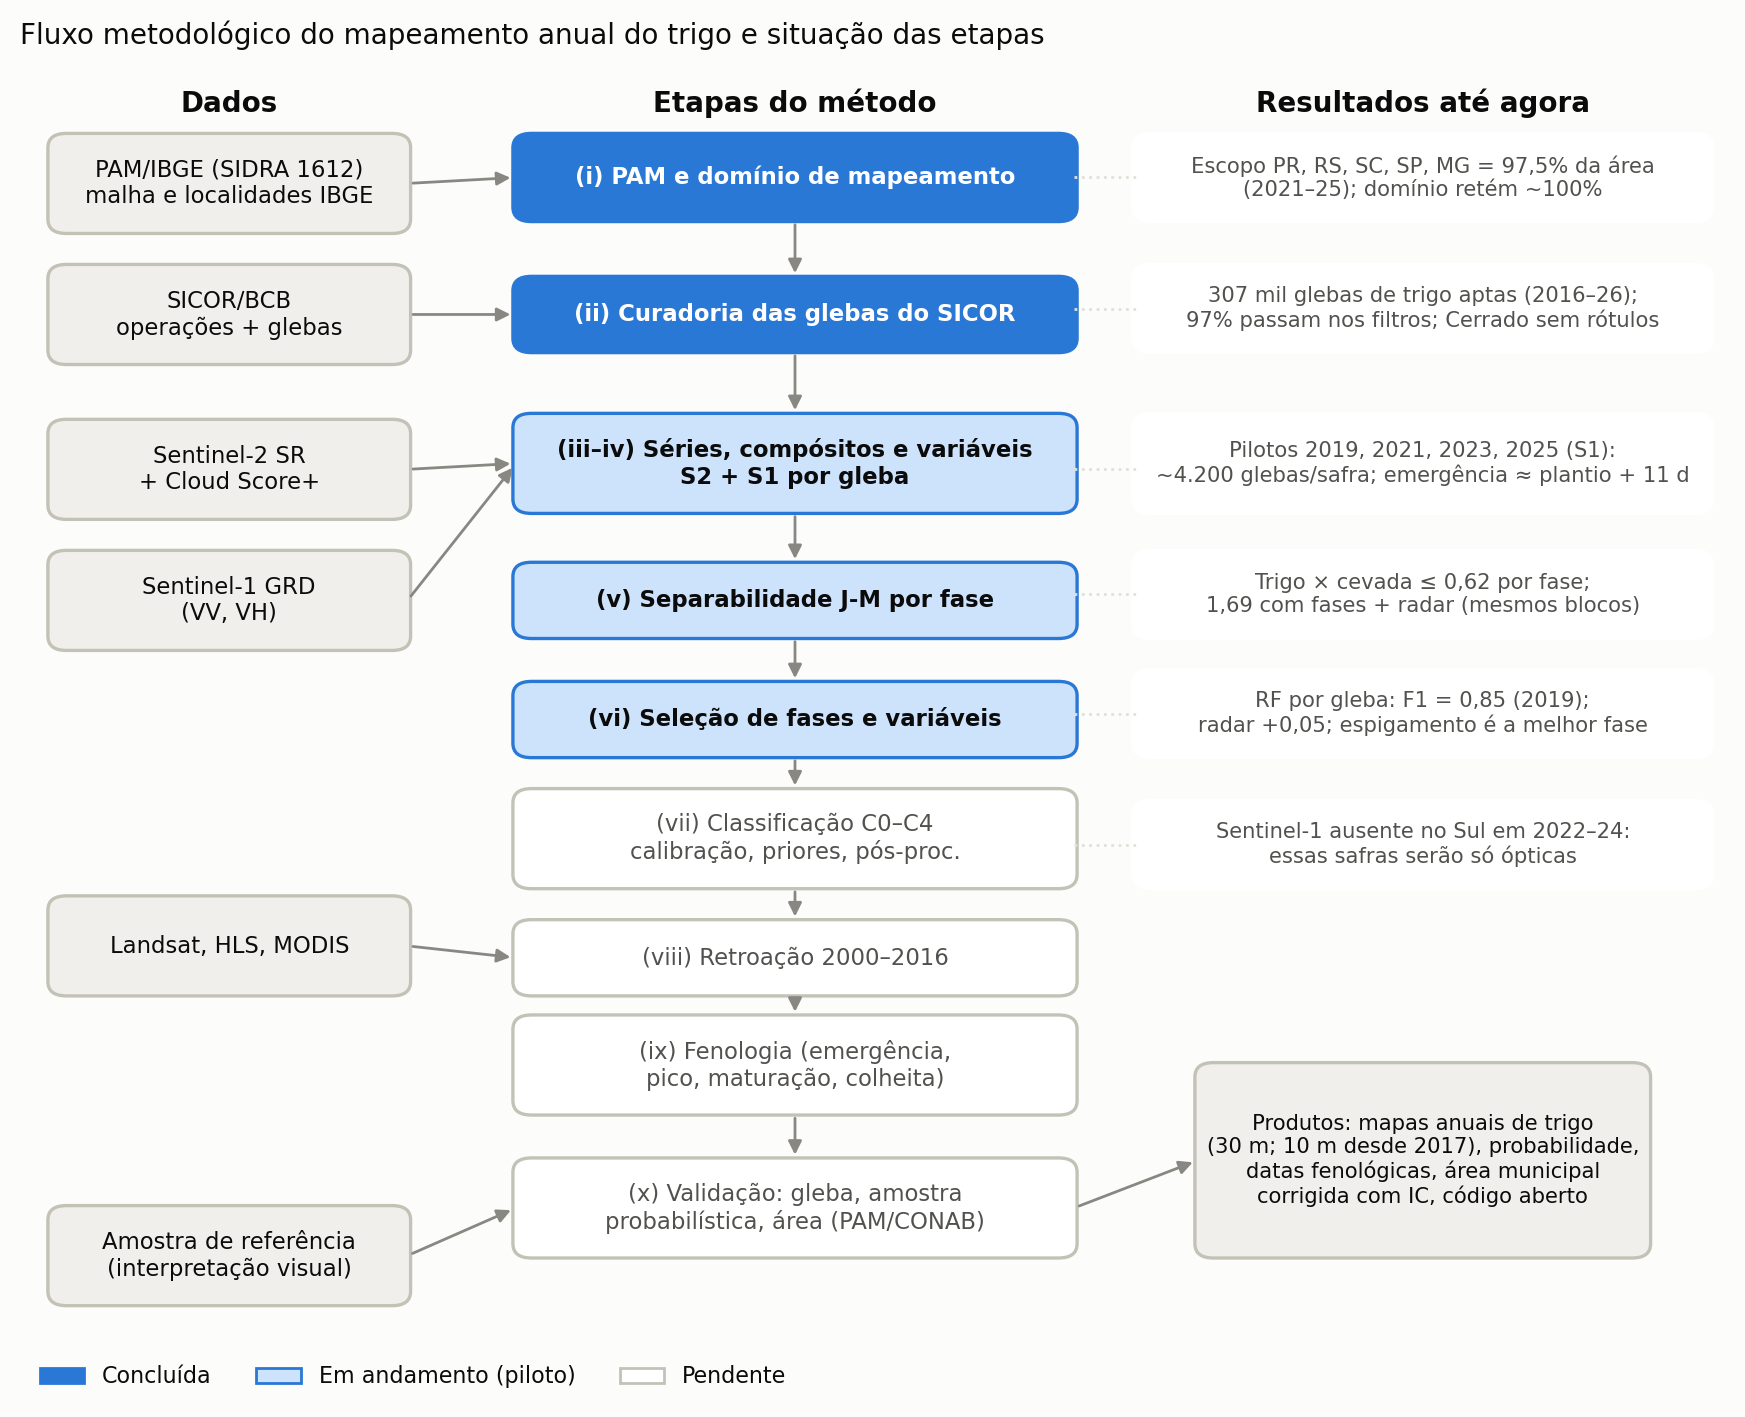 Fluxo metodológico do mapeamento anual do trigo e situação das etapas
Dados
PAM/IBGE (SIDRA 1612)
malha e localidades IBGE
SICOR/BCB
operações + glebas
Sentinel-2 SR
+ Cloud Score+
Sentinel-1 GRD
(VV, VH)
Landsat, HLS, MODIS
Amostra de referência
(interpretação visual)
Etapas do método
(i) PAM e domínio de mapeamento
(ii) Curadoria das glebas do SICOR
(iii–iv) Séries, compósitos e variáveis
S2 + S1 por gleba
(v) Separabilidade J-M por fase
(vi) Seleção de fases e variáveis
(vii) Classificação C0–C4
calibração, priores, pós-proc.
(viii) Retroação 2000–2016
(ix) Fenologia (emergência,
pico, maturação, colheita)
(x) Validação: gleba, amostra
probabilística, área (PAM/CONAB)
Resultados até agora
Escopo PR, RS, SC, SP, MG = 97,5% da área
(2021–25); domínio retém ~100%
307 mil glebas de trigo aptas (2016–26);
97% passam nos filtros; Cerrado sem rótulos
Pilotos 2019, 2021, 2023, 2025 (S1):
~4.200 glebas/safra; emergência ≈ plantio + 11 d
Trigo × cevada ≤ 0,62 por fase;
1,69 com fases + radar (mesmos blocos)
RF por gleba: F1 = 0,85 (2019);
radar +0,05; espigamento é a melhor fase
Sentinel-1 ausente no Sul em 2022–24:
essas safras serão só ópticas
Produtos: mapas anuais de trigo
(30 m; 10 m desde 2017), probabilidade,
datas fenológicas, área municipal
corrigida com IC, código aberto
Concluída
Em andamento (piloto)
Pendente